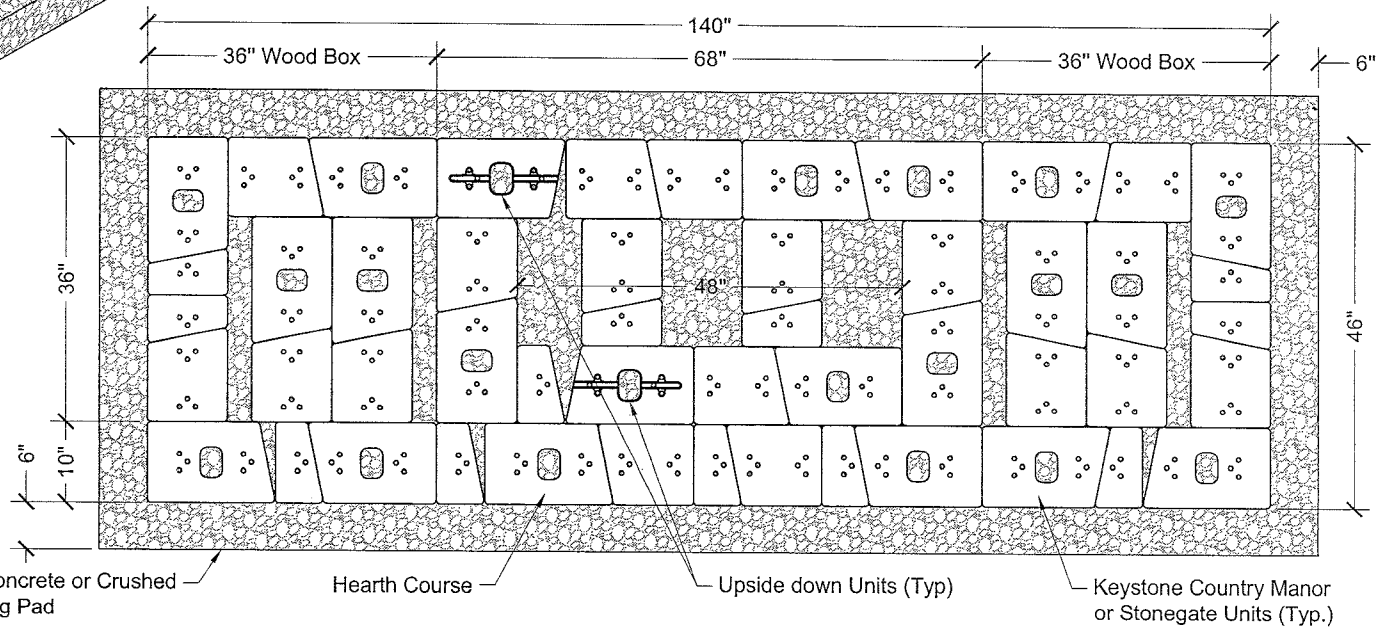 140"
36" Wood Box
68"
36" Wood Box
6"
36"
48"
46"
6"
10"
oncrete or Crushed
g Pad
Hearth Course
Upside down Units (Typ)
Keystone Country Manor
or Stonegate Units (Typ.)